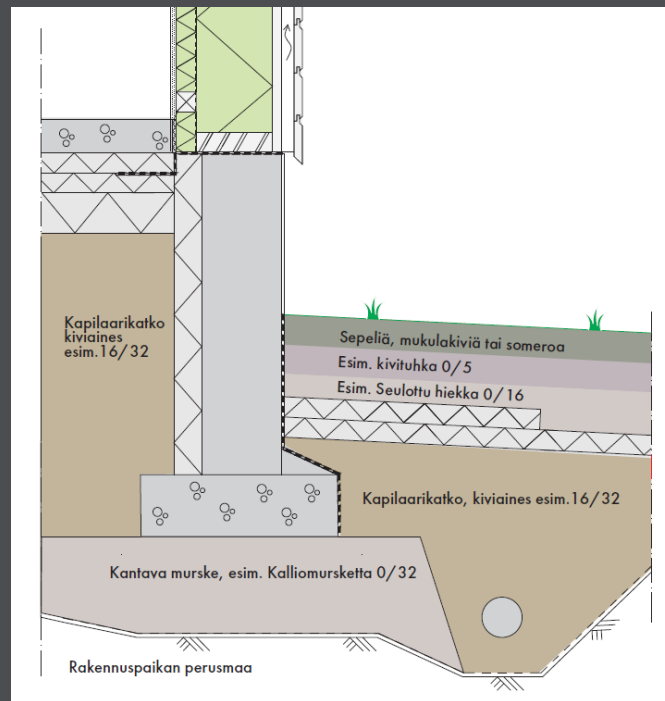 Kapilaarikatko
kiviaines
esim.16/32
Sepeliä, mukulakiviä tai someroa
Esim. kivituhka 0/5
Esim. Seulottu hiekka 0/16
Kapilaarikatko, kiviaines esim.16/32
Kantava murske, esim. Kalliomursketta 0/32
Rakennuspaikan perusmaa